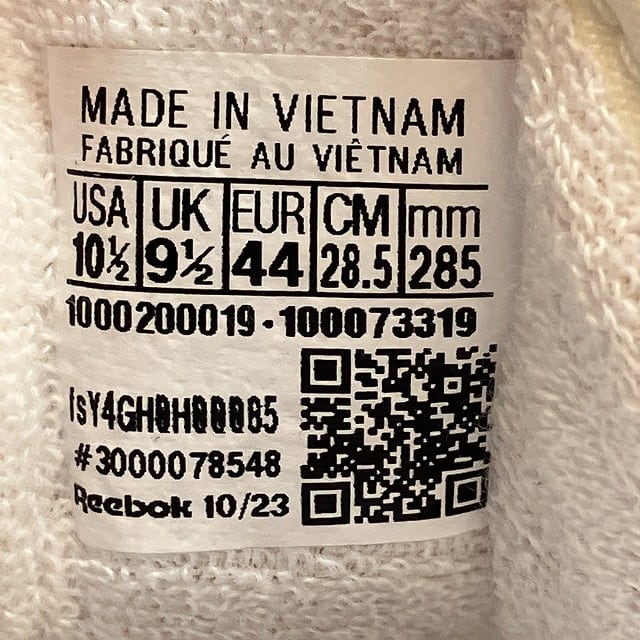 MADE IN VIETNAM
FABRIQUÉ AU VIÊTNAM
USA UK EUR CM mm
10½ 9½ 44 28.5 285
1000200019 · 100073319
#3000078548
Reebok 10/23